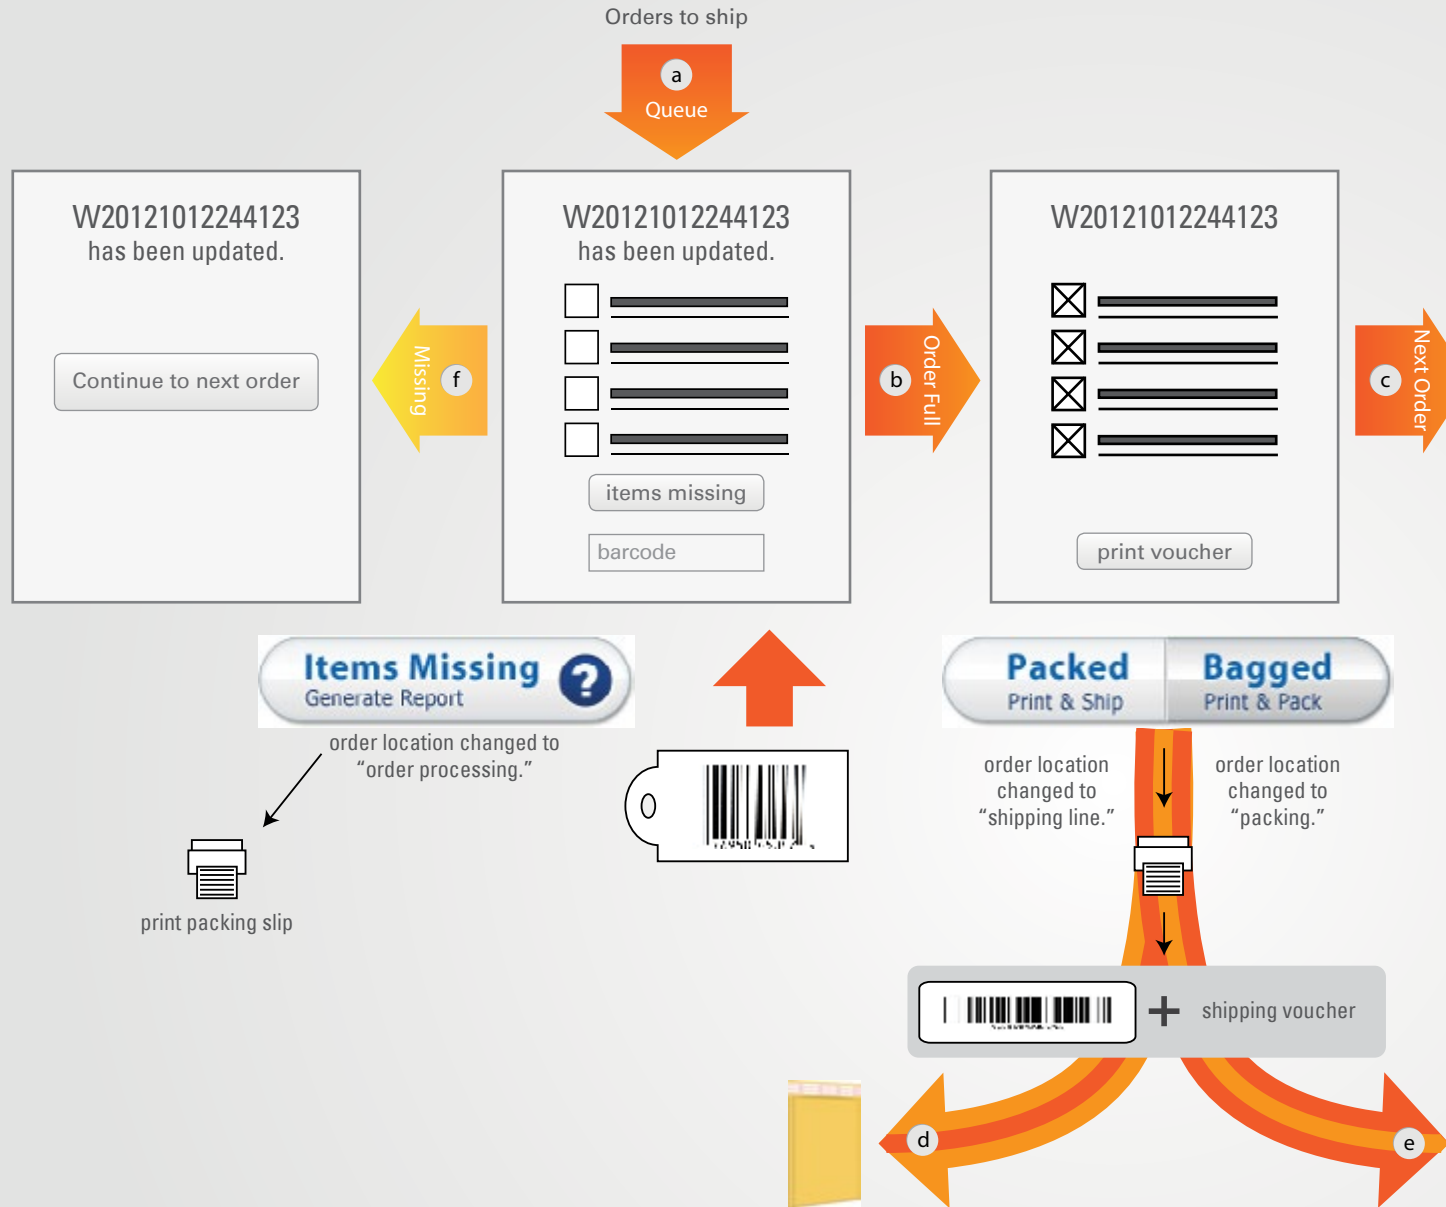 Orders to ship
a
Queue
W20121012244123
has been updated.
Continue to next order
Missing
f
W20121012244123
has been updated.
items missing
barcode
b
Order Full
W20121012244123
print voucher
c
Next Order
Items Missing
Generate Report
?
order location changed to
“order processing.”
print packing slip
Packed
Print & Ship
Bagged
Print & Pack
order location
changed to
“shipping line.”
order location
changed to
“packing.”
+
shipping voucher
d
e